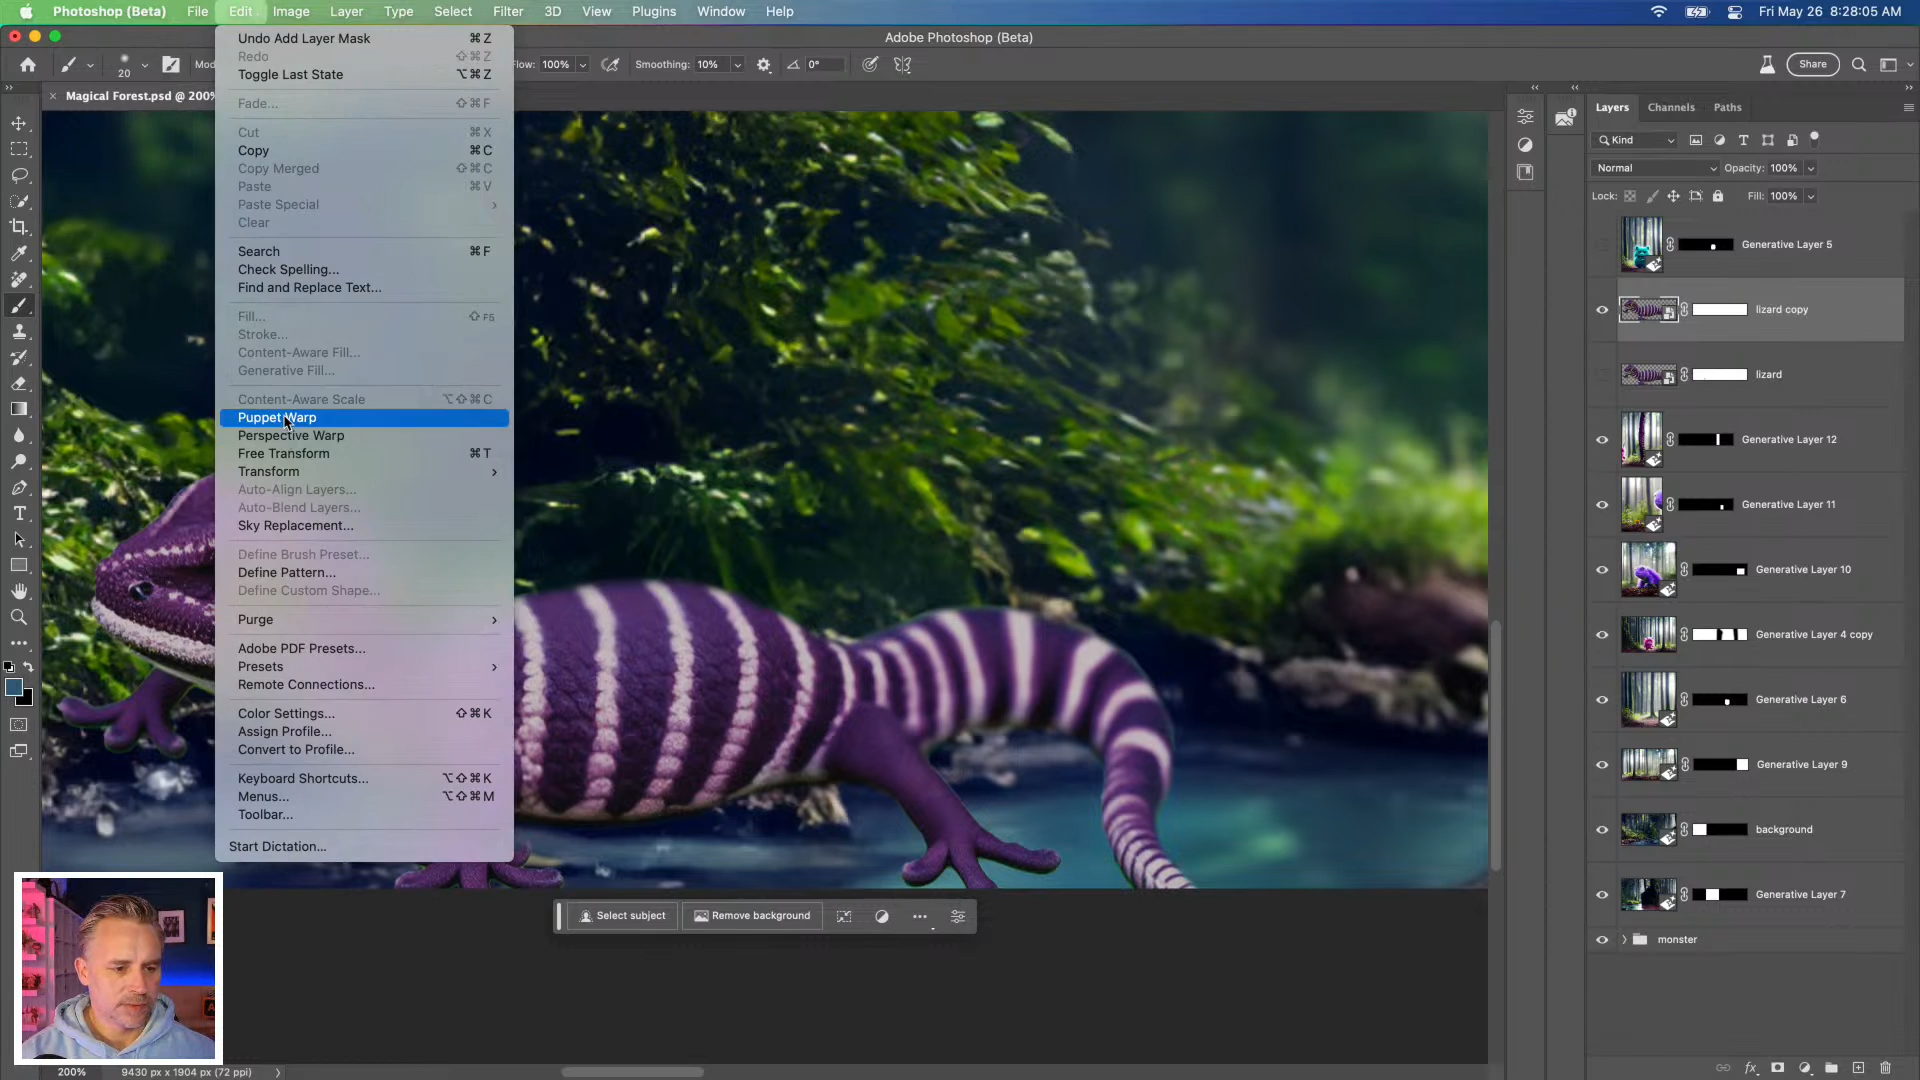 Photoshop (Beta) File Edit Image Layer Type Select Filter 3D View Plugins Window Help Fri May 26 8:28:05 AM
Adobe Photoshop (Beta)
20 Mod Flow: 100% Smoothing: 10% 0° Share
Magical Forest.psd @ 200%
Undo Add Layer Mask ⌘Z
Redo ⇧⌘Z
Toggle Last State ⌥⌘Z
Fade... ⇧⌘F
Cut ⌘X
Copy ⌘C
Copy Merged ⇧⌘C
Paste ⌘V
Paste Special
Clear
Search ⌘F
Check Spelling...
Find and Replace Text...
Fill... ⇧F5
Stroke...
Content-Aware Fill...
Generative Fill...
Content-Aware Scale ⌥⇧⌘C
Puppet Warp
Perspective Warp
Free Transform ⌘T
Transform
Auto-Align Layers...
Auto-Blend Layers...
Sky Replacement...
Define Brush Preset...
Define Pattern...
Define Custom Shape...
Purge
Adobe PDF Presets...
Presets
Remote Connections...
Color Settings... ⇧⌘K
Assign Profile...
Convert to Profile...
Keyboard Shortcuts... ⌥⇧⌘K
Menus... ⌥⇧⌘M
Toolbar...
Start Dictation...
Select subject Remove background
200% 9430 px x 1904 px (72 ppi)
Layers Channels Paths
Kind
Normal Opacity: 100%
Lock: Fill: 100%
Generative Layer 5
lizard copy
lizard
Generative Layer 12
Generative Layer 11
Generative Layer 10
Generative Layer 4 copy
Generative Layer 6
Generative Layer 9
background
Generative Layer 7
monster
fx